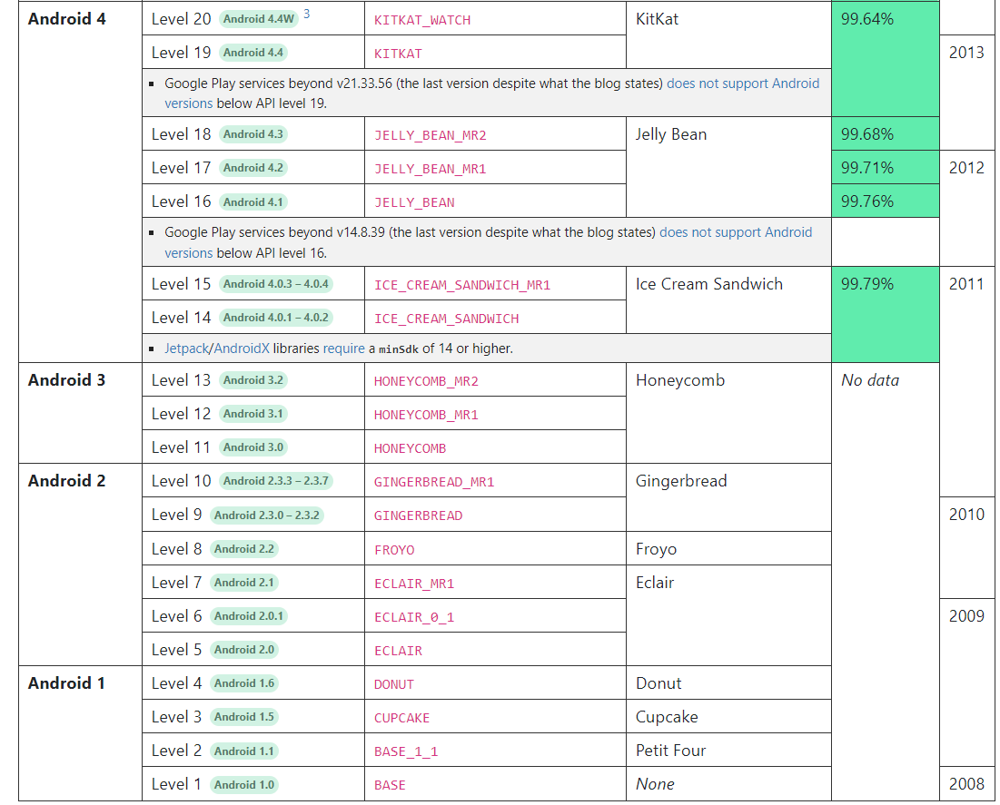 Android 4 Level 20 Android 4.4W 3 KITKAT_WATCH KitKat 99.64%
Level 19 Android 4.4 KITKAT 2013
Google Play services beyond v21.33.56 (the last version despite what the blog states) does not support Android
versions below API level 19.
Level 18 Android 4.3 JELLY_BEAN_MR2 Jelly Bean 99.68%
Level 17 Android 4.2 JELLY_BEAN_MR1 99.71% 2012
Level 16 Android 4.1 JELLY_BEAN 99.76%
Google Play services beyond v14.8.39 (the last version despite what the blog states) does not support Android
versions below API level 16.
Level 15 Android 4.0.3 – 4.0.4 ICE_CREAM_SANDWICH_MR1 Ice Cream Sandwich 99.79% 2011
Level 14 Android 4.0.1 – 4.0.2 ICE_CREAM_SANDWICH
Jetpack/AndroidX libraries require a minSdk of 14 or higher.
Android 3 Level 13 Android 3.2 HONEYCOMB_MR2 Honeycomb No data
Level 12 Android 3.1 HONEYCOMB_MR1
Level 11 Android 3.0 HONEYCOMB
Android 2 Level 10 Android 2.3.3 – 2.3.7 GINGERBREAD_MR1 Gingerbread
Level 9 Android 2.3.0 – 2.3.2 GINGERBREAD 2010
Level 8 Android 2.2 FROYO Froyo
Level 7 Android 2.1 ECLAIR_MR1 Eclair
Level 6 Android 2.0.1 ECLAIR_0_1 2009
Level 5 Android 2.0 ECLAIR
Android 1 Level 4 Android 1.6 DONUT Donut
Level 3 Android 1.5 CUPCAKE Cupcake
Level 2 Android 1.1 BASE_1_1 Petit Four
Level 1 Android 1.0 BASE None 2008